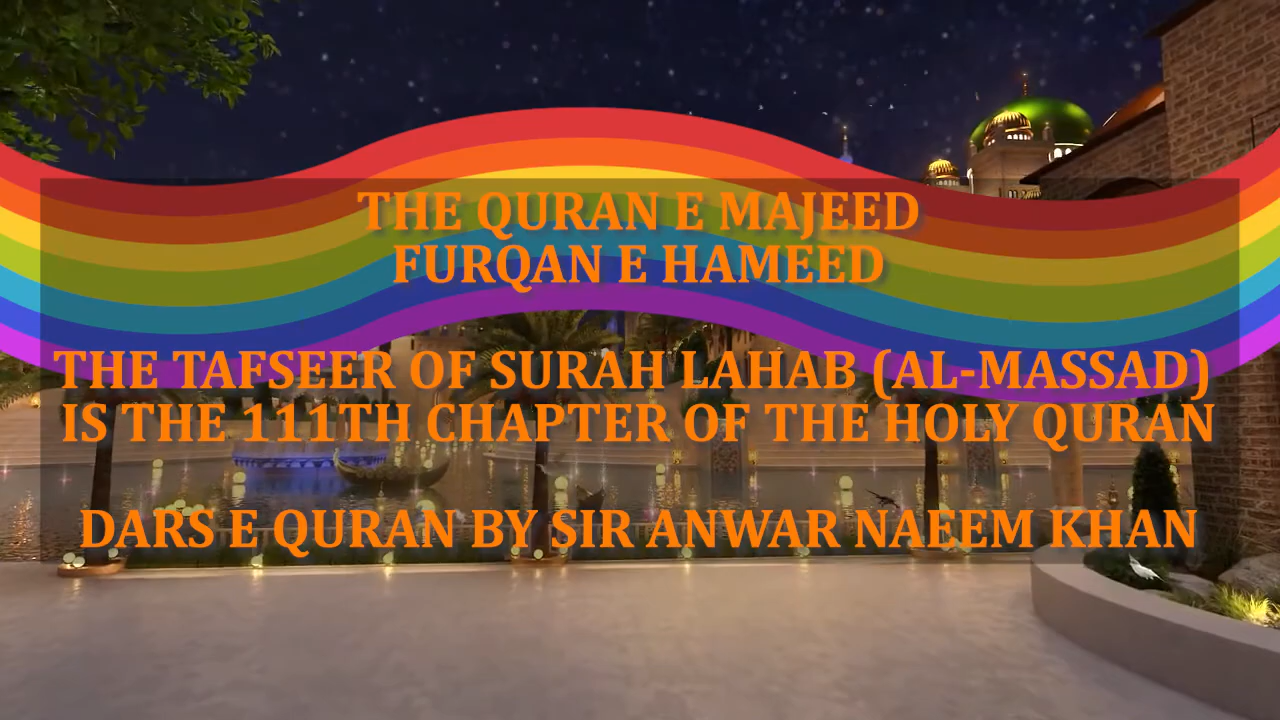 THE QURAN E MAJEED
FURQAN E HAMEED
THE TAFSEER OF SURAH LAHAB (AL-MASSAD)
IS THE 111TH CHAPTER OF THE HOLY QURAN
DARS E QURAN BY SIR ANWAR NAEEM KHAN